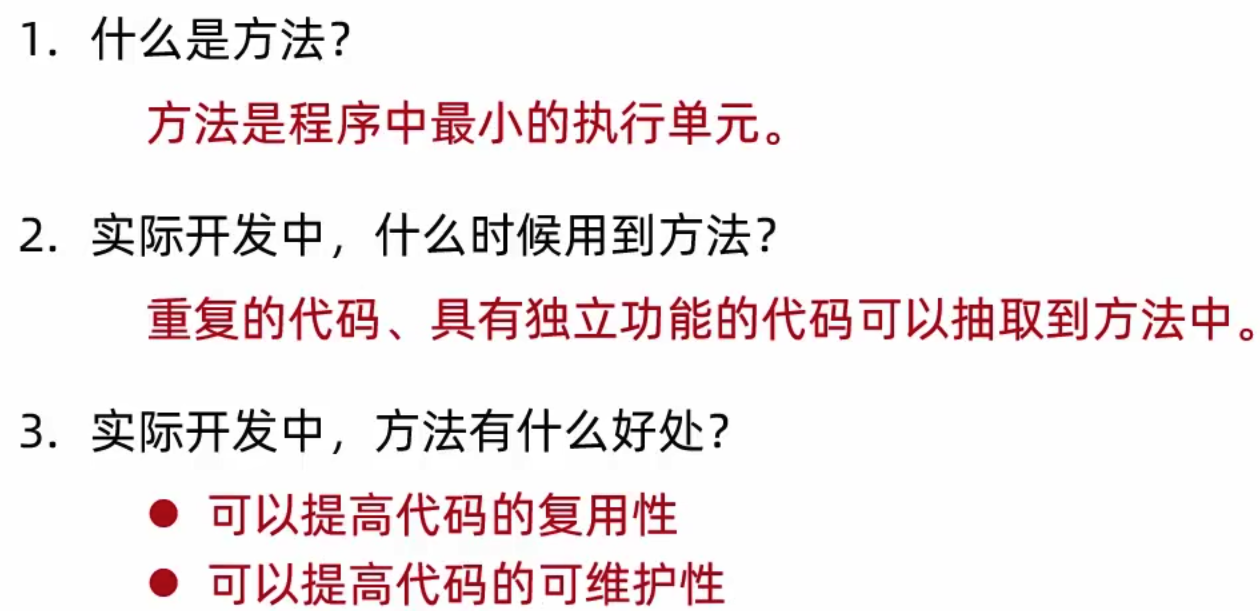 1. 什么是方法？
方法是程序中最小的执行单元。
2. 实际开发中，什么时候用到方法？
重复的代码、具有独立功能的代码可以抽取到方法中。
3. 实际开发中，方法有什么好处？
● 可以提高代码的复用性
● 可以提高代码的可维护性